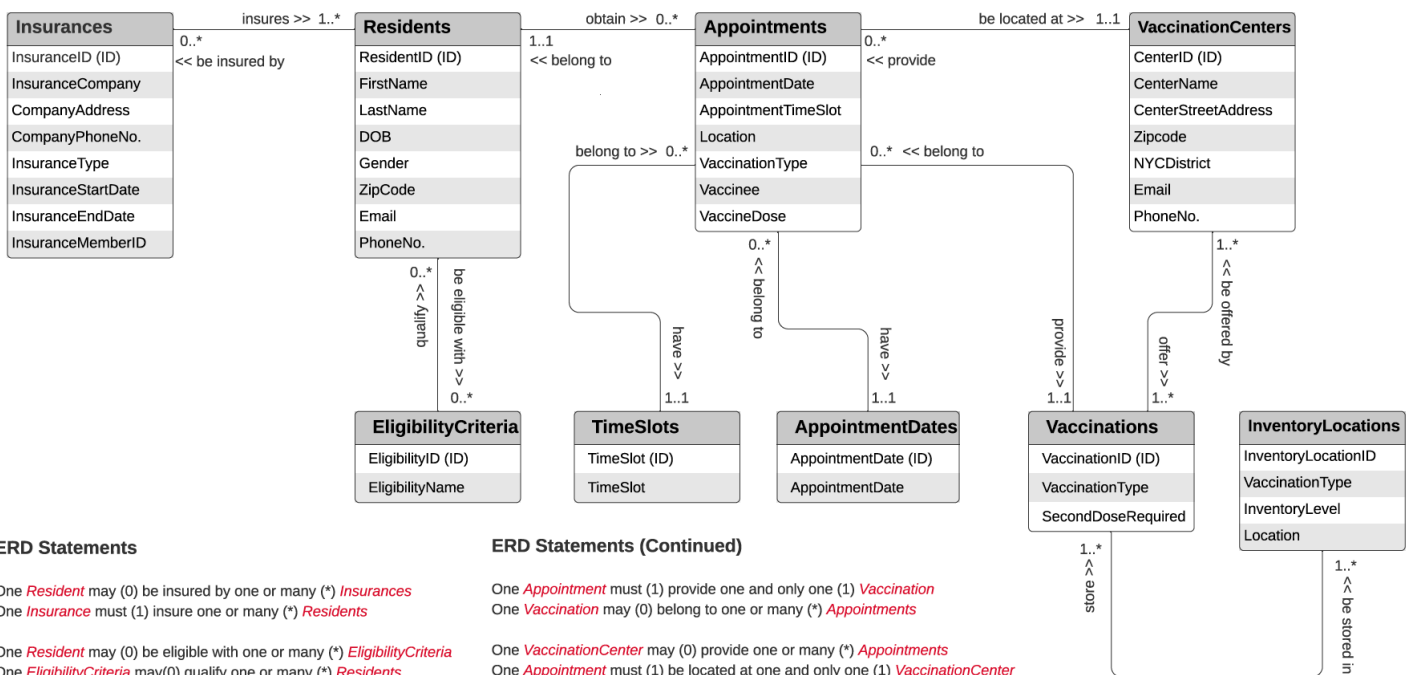 insures >> 1..*
obtain >> 0..*
be located at >> 1..1
Insurances
InsuranceID (ID)
InsuranceCompany
CompanyAddress
CompanyPhoneNo.
InsuranceType
InsuranceStartDate
InsuranceEndDate
InsuranceMemberID
0..*
<< be insured by
Residents
ResidentID (ID)
FirstName
LastName
DOB
Gender
ZipCode
Email
PhoneNo.
1..1
<< belong to
Appointments
AppointmentID (ID)
AppointmentDate
AppointmentTimeSlot
Location
VaccinationType
Vaccinee
VaccineDose
0..*
<< provide
VaccinationCenters
CenterID (ID)
CenterName
CenterStreetAddress
Zipcode
NYCDistrict
Email
PhoneNo.
belong to >> 0..*
0..* << belong to
0..*
qualify <<
be eligible with >>
0..*
0..*
<< belong to
have <<
1..1
have <<
1..1
provide >>
1..1
offer >>
1..*
1..*
<< be offered by
EligibilityCriteria
EligibilityID (ID)
EligibilityName
TimeSlots
TimeSlot (ID)
TimeSlot
AppointmentDates
AppointmentDate (ID)
AppointmentDate
Vaccinations
VaccinationID (ID)
VaccinationType
SecondDoseRequired
InventoryLocations
InventoryLocationID
VaccinationType
InventoryLevel
Location
1..*
store >>
1..*
<< be stored in
ERD Statements
One Resident may (0) be insured by one or many (*) Insurances
One Insurance must (1) insure one or many (*) Residents
One Resident may (0) be eligible with one or many (*) EligibilityCriteria
One EligibilityCriteria may(0) qualify one or many (*) Residents
ERD Statements (Continued)
One Appointment must (1) provide one and only one (1) Vaccination
One Vaccination may (0) belong to one or many (*) Appointments
One VaccinationCenter may (0) provide one or many (*) Appointments
One Appointment must (1) be located at one and only one (1) VaccinationCenter